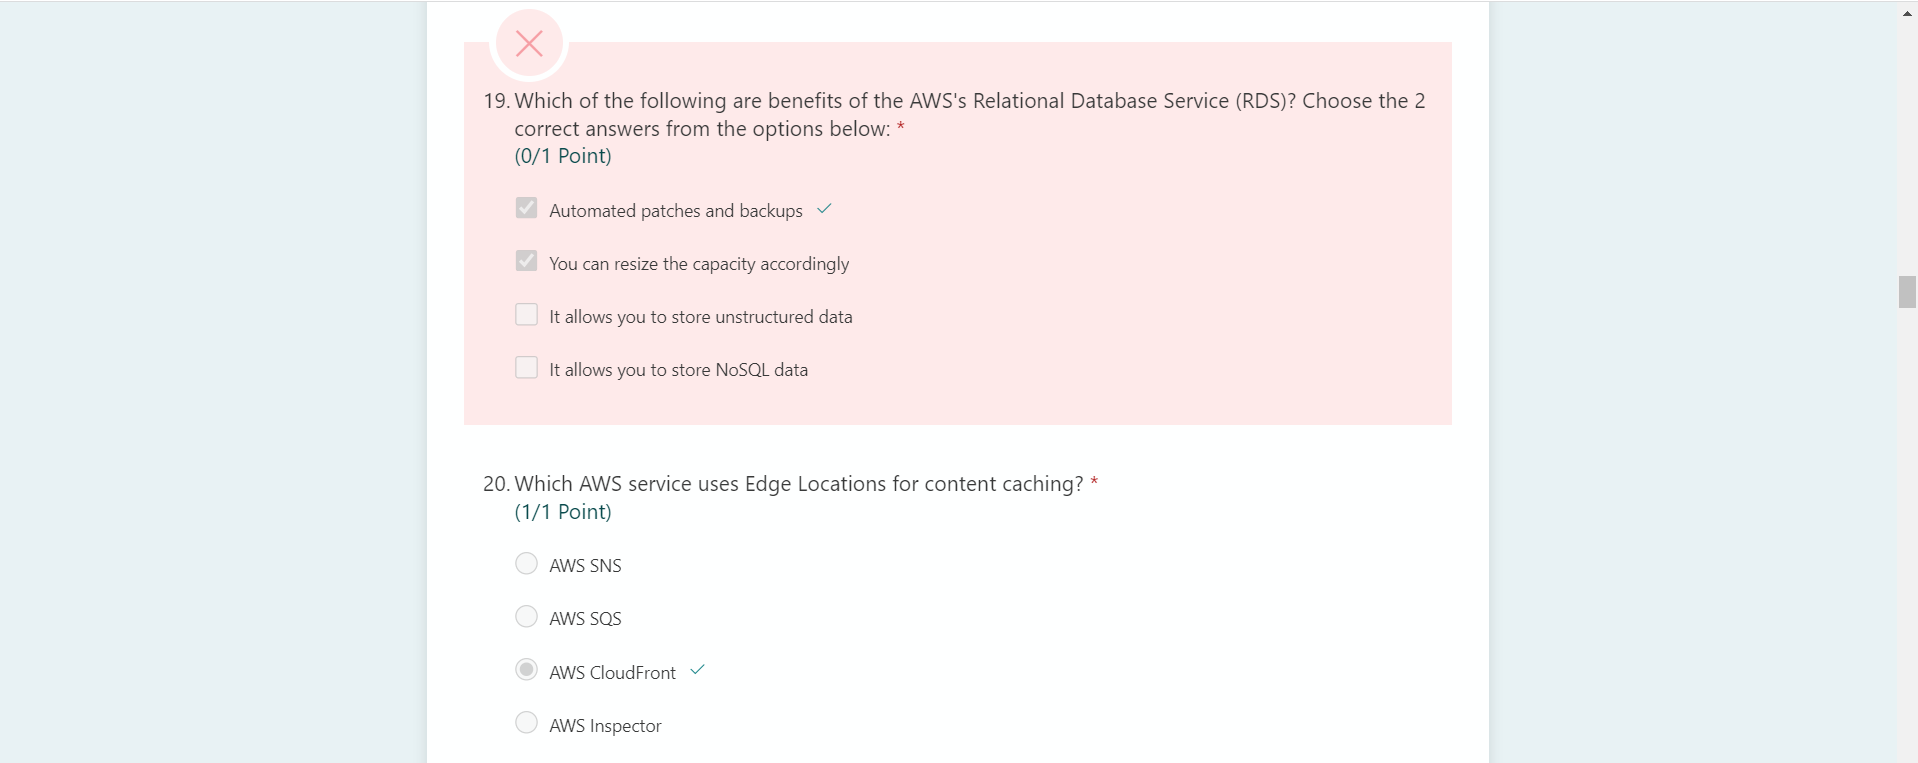 19. Which of the following are benefits of the AWS's Relational Database Service (RDS)? Choose the 2
correct answers from the options below: *
(0/1 Point)
Automated patches and backups
You can resize the capacity accordingly
It allows you to store unstructured data
It allows you to store NoSQL data
20. Which AWS service uses Edge Locations for content caching? *
(1/1 Point)
AWS SNS
AWS SQS
AWS CloudFront
AWS Inspector